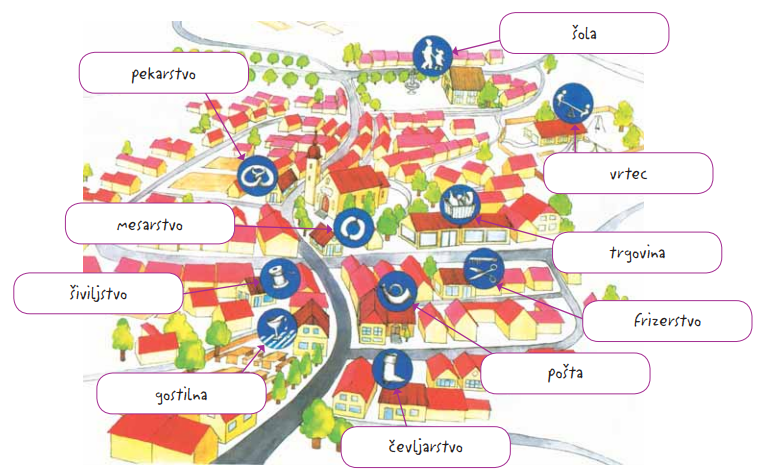 šola
pekarstvo
vrtec
mesarstvo
trgovina
šiviljstvo
frizerstvo
pošta
gostilna
čevljarstvo